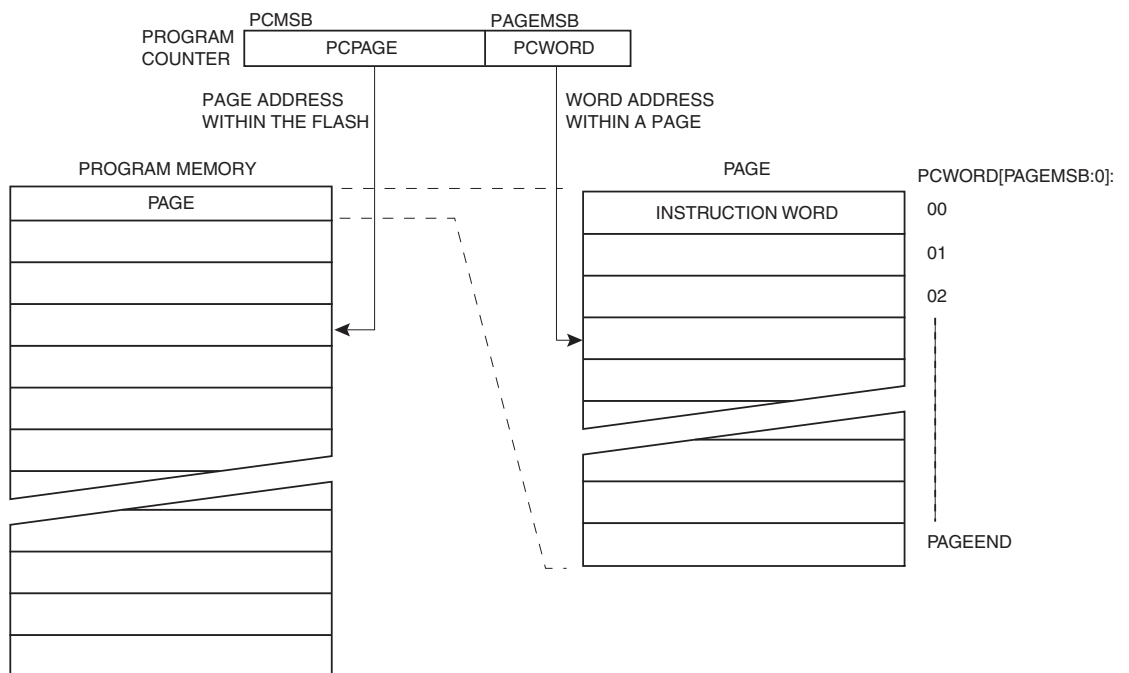 PCMSB
PAGEMSB
PROGRAM
COUNTER
PCPAGE
PCWORD
PAGE ADDRESS
WITHIN THE FLASH
WORD ADDRESS
WITHIN A PAGE
PROGRAM MEMORY
PAGE
PAGE
PCWORD[PAGEMSB:0]:
INSTRUCTION WORD
00
01
02
PAGEEND